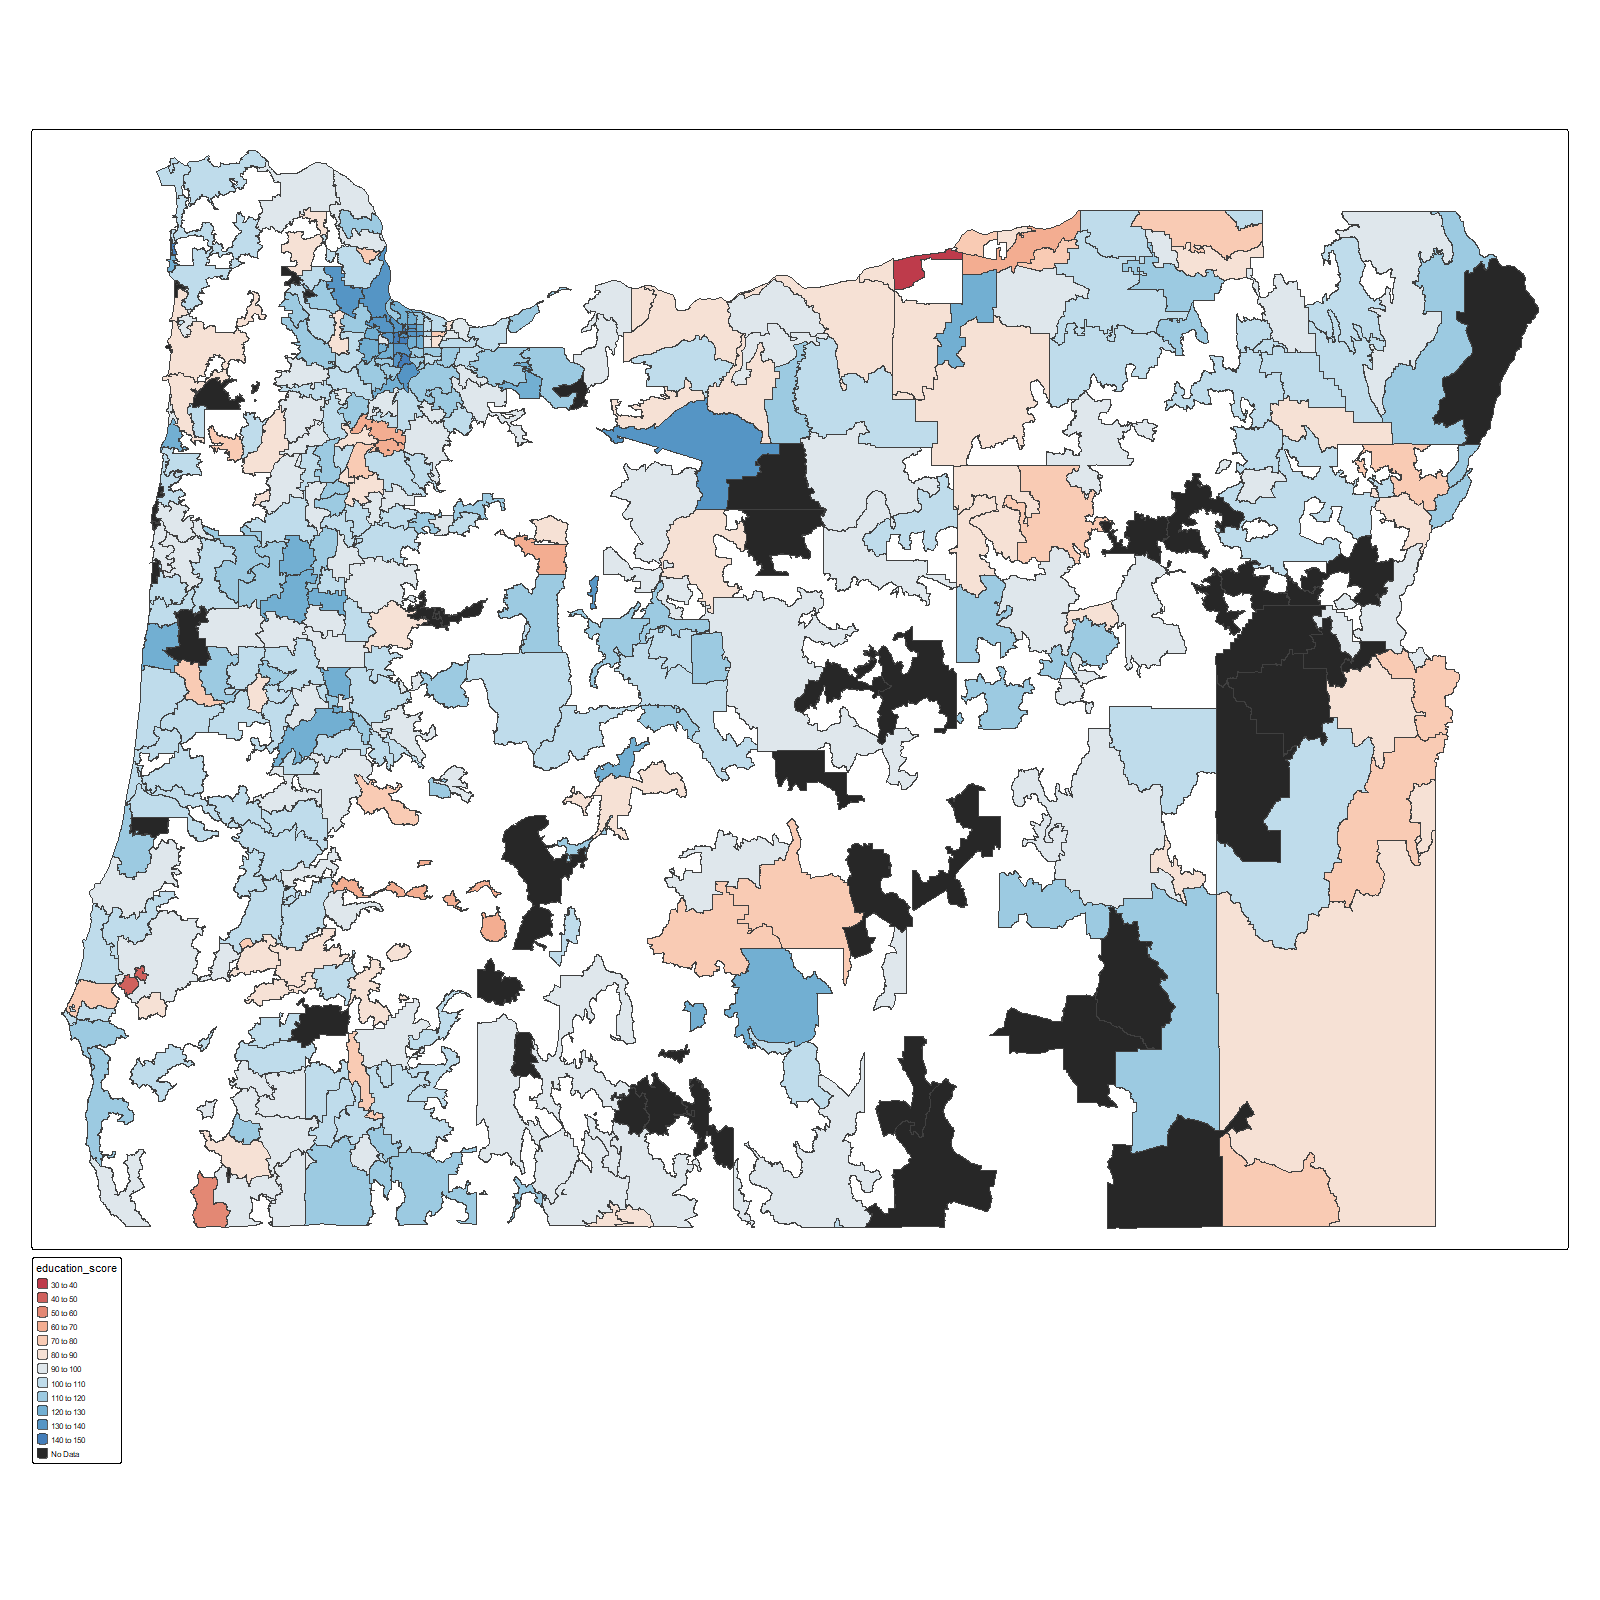 education_score
30 to 40
40 to 50
50 to 60
60 to 70
70 to 80
80 to 90
90 to 100
100 to 110
110 to 120
120 to 130
130 to 140
140 to 150
No Data